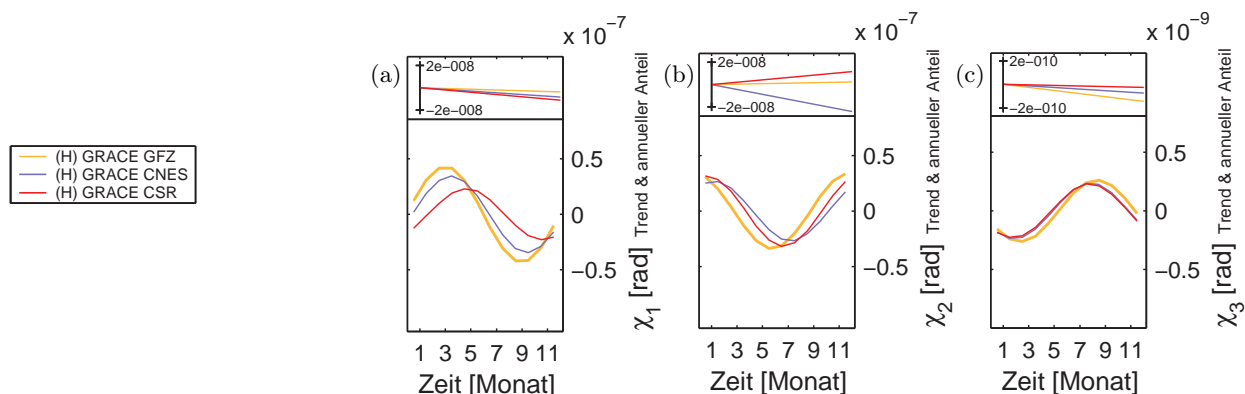 (H) GRACE GFZ
(H) GRACE CNES
(H) GRACE CSR
(a)
x 10⁻⁷
2e–008
–2e–008
0.5
0
–0.5
χ₁ [rad] Trend & annueller Anteil
1 3 5 7 9 11
Zeit [Monat]
(b)
x 10⁻⁷
2e–008
–2e–008
0.5
0
–0.5
χ₂ [rad] Trend & annueller Anteil
1 3 5 7 9 11
Zeit [Monat]
(c)
x 10⁻⁹
2e–010
–2e–010
0.5
0
–0.5
χ₃ [rad] Trend & annueller Anteil
1 3 5 7 9 11
Zeit [Monat]